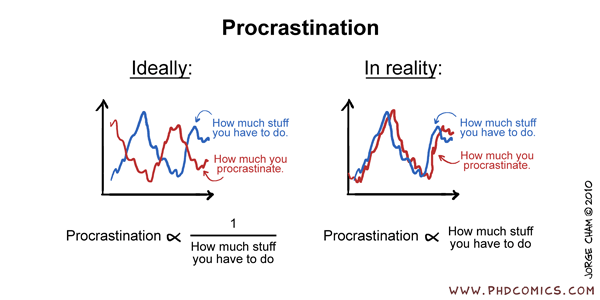 Procrastination
Ideally:
How much stuff
you have to do.
How much you
procrastinate.
Procrastination ∝ 1
How much stuff
you have to do
In reality:
How much stuff
you have to do.
How much you
procrastinate.
Procrastination ∝ How much stuff
you have to do
JORGE CHAM © 2010
WWW.PHDCOMICS.COM